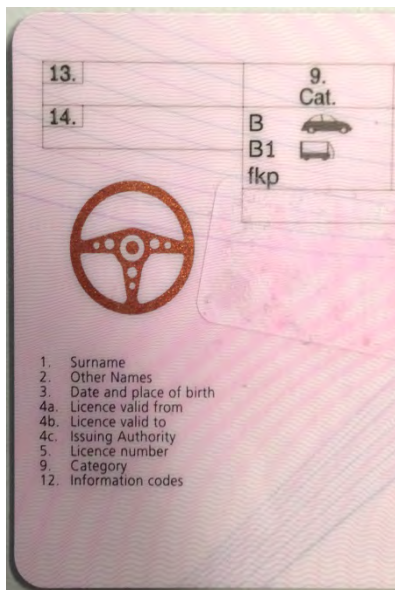 13.
9.
Cat.
14.
B
B1
fkp
1. Surname
2. Other Names
3. Date and place of birth
4a. Licence valid from
4b. Licence valid to
4c. Issuing Authority
5. Licence number
9. Category
12. Information codes